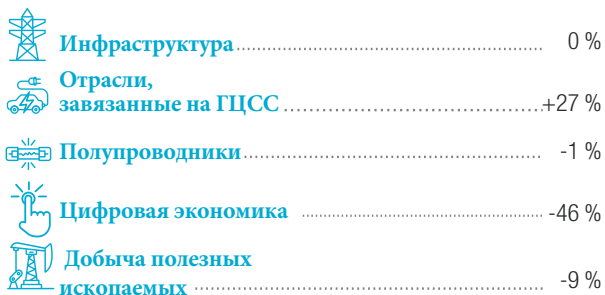 Инфраструктура 0 %
Отрасли,
завязанные на ГЦСС +27 %
Полупроводники -1 %
Цифровая экономика -46 %
Добыча полезных
ископаемых -9 %